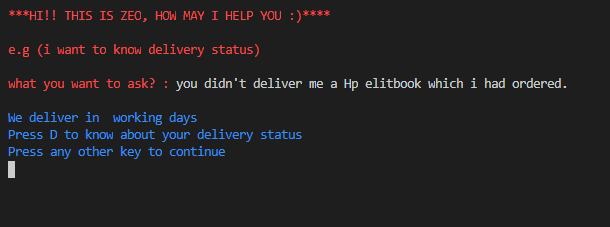 ***HI!! THIS IS ZEO, HOW MAY I HELP YOU :)****
e.g (i want to know delivery status)
what you want to ask? : you didn't deliver me a Hp elitbook which i had ordered.
We deliver in  working days
Press D to know about your delivery status
Press any other key to continue